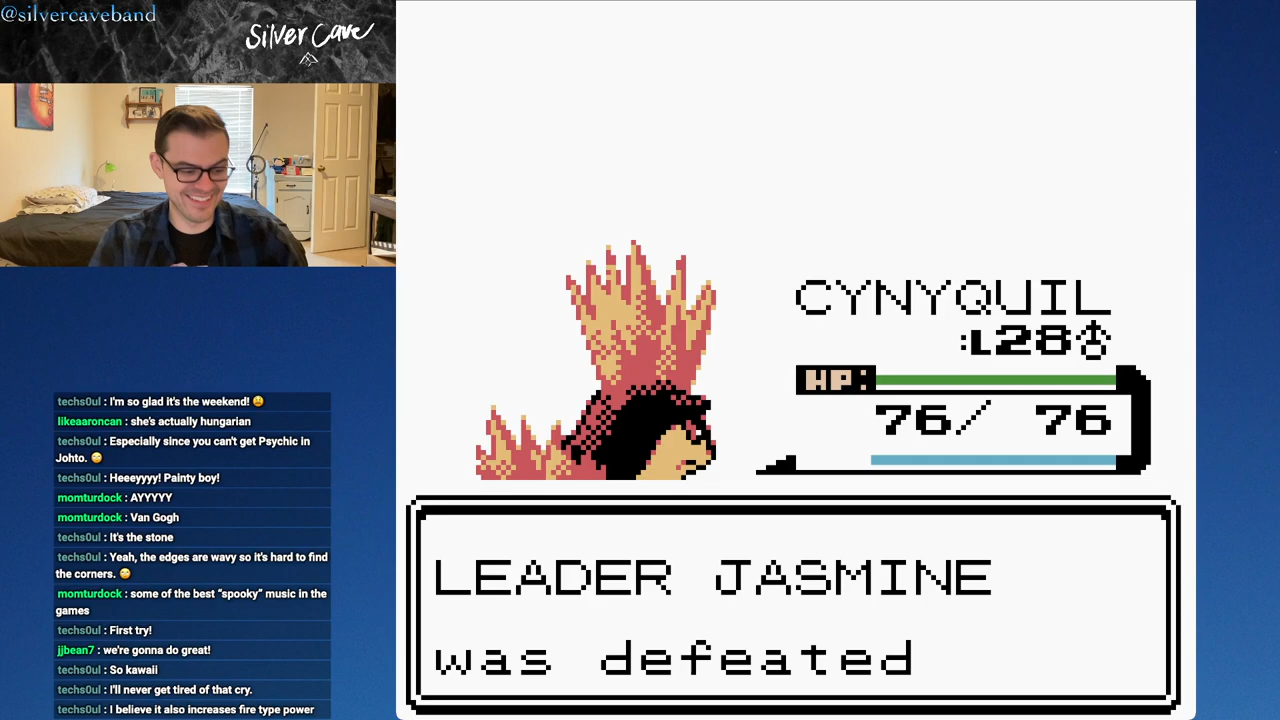 @silvercaveband
Silver Cave
CYNYQUIL
:L28♂
HP:
76/ 76
techs0ul : I'm so glad it's the weekend! 😩
likeaaroncan : she's actually hungarian
techs0ul : Especially since you can't get Psychic in
Johto. 🙄
techs0ul : Heeeyyyy! Palnty boy!
momturdock : AYYYYY
momturdock : Van Gogh
techs0ul : It's the stone
techs0ul : Yeah, the edges are wavy so it's hard to find
the corners. 🙄
momturdock : some of the best “spooky” music in the
games
techs0ul : First try!
jjbean7 : we're gonna do great!
techs0ul : So kawaii
techs0ul : I'll never get tired of that cry.
techs0ul : I believe it also increases fire type power
LEADER JASMINE
was defeated